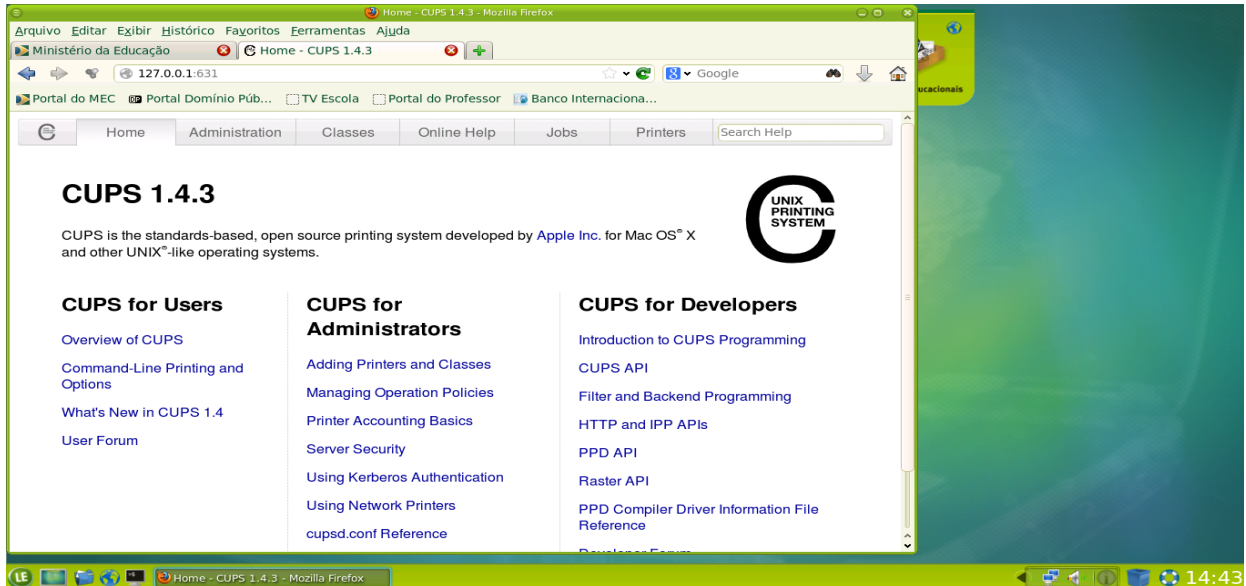 Home - CUPS 1.4.3 - Mozilla Firefox
Arquivo Editar Exibir Histórico Favoritos Ferramentas Ajuda
Ministério da Educação
Home - CUPS 1.4.3
127.0.0.1:631
Google
Portal do MEC
Portal Domínio Púb...
TV Escola
Portal do Professor
Banco Internaciona...
ucacionais
Home
Administration
Classes
Online Help
Jobs
Printers
Search Help
CUPS 1.4.3
UNIX
PRINTING
SYSTEM
CUPS is the standards-based, open source printing system developed by Apple Inc. for Mac OS® X
and other UNIX®-like operating systems.
CUPS for Users
Overview of CUPS
Command-Line Printing and
Options
What's New in CUPS 1.4
User Forum
CUPS for
Administrators
Adding Printers and Classes
Managing Operation Policies
Printer Accounting Basics
Server Security
Using Kerberos Authentication
Using Network Printers
cupsd.conf Reference
CUPS for Developers
Introduction to CUPS Programming
CUPS API
Filter and Backend Programming
HTTP and IPP APIs
PPD API
Raster API
PPD Compiler Driver Information File
Reference
LE
Home - CUPS 1.4.3 - Mozilla Firefox
14:43